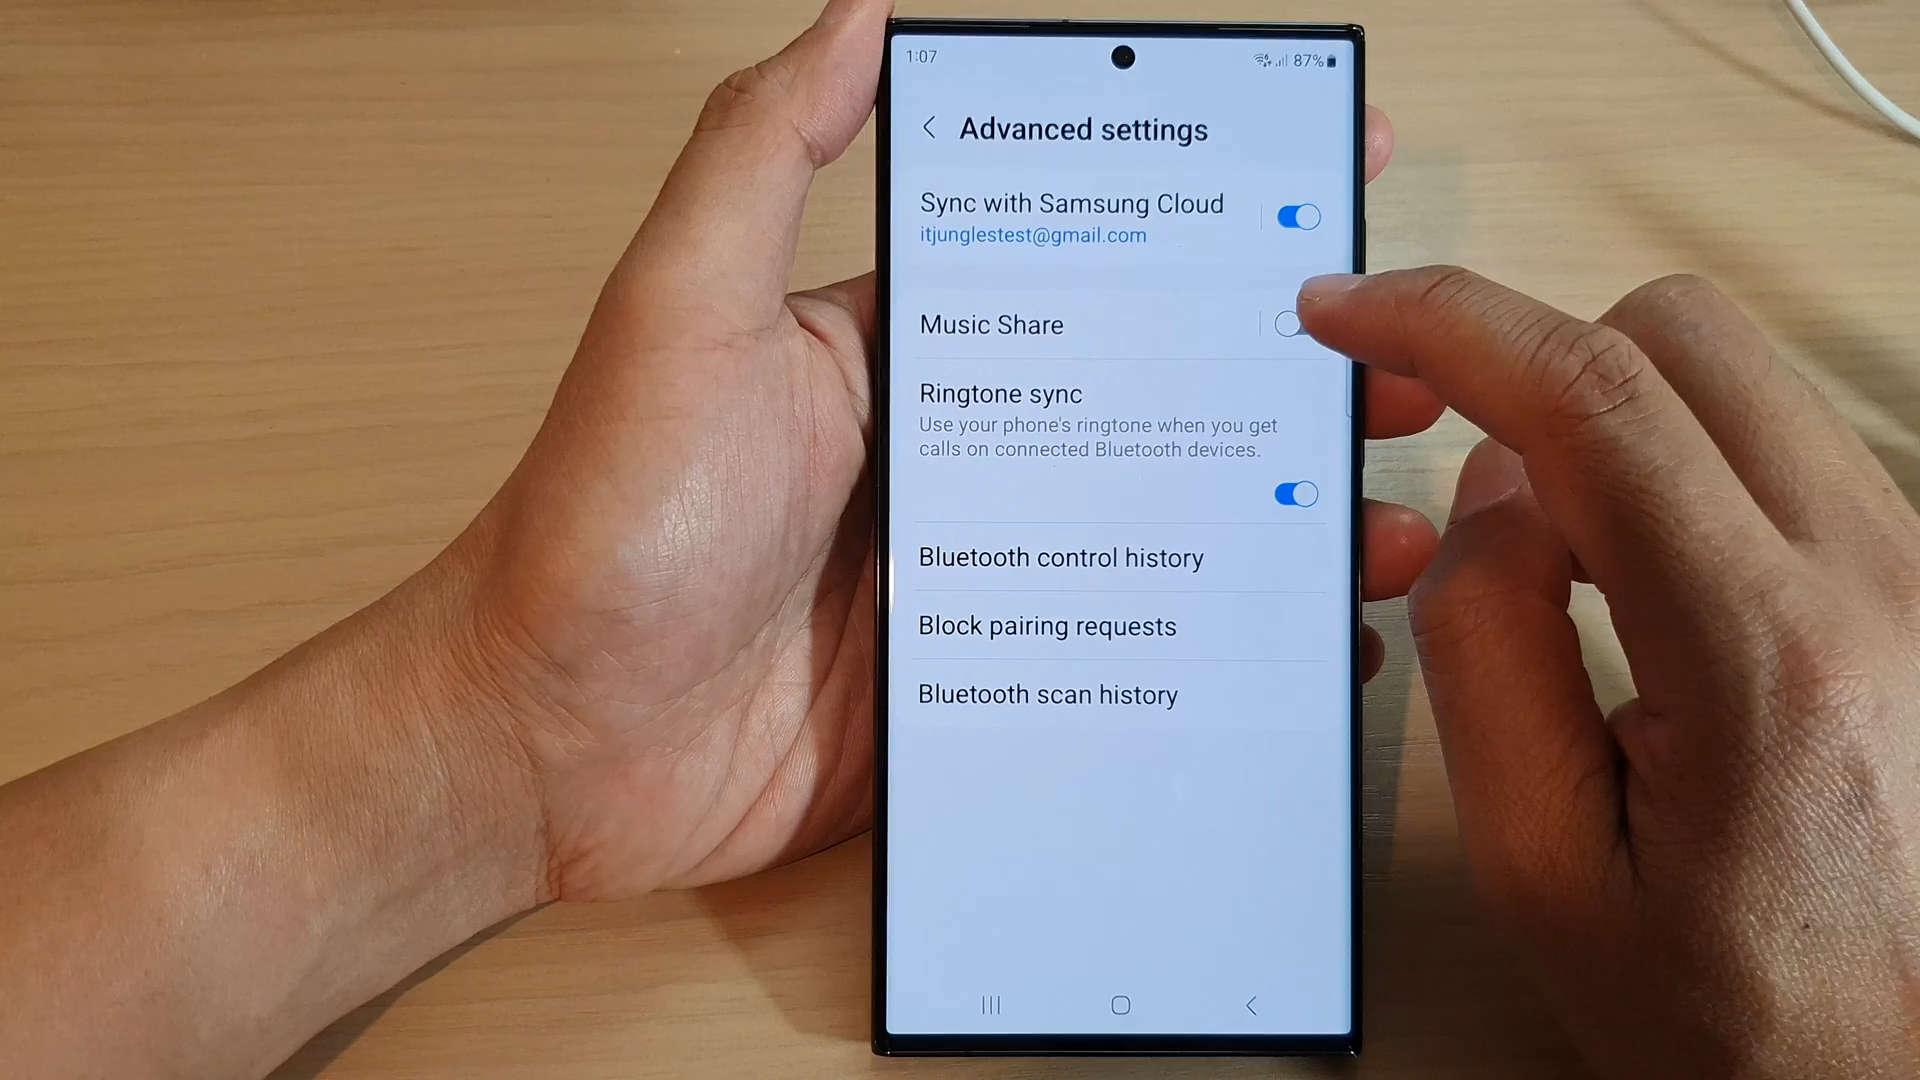 1:07
87%
Advanced settings
Sync with Samsung Cloud
itjunglestest@gmail.com
Music Share
Ringtone sync
Use your phone's ringtone when you get
calls on connected Bluetooth devices.
Bluetooth control history
Block pairing requests
Bluetooth scan history